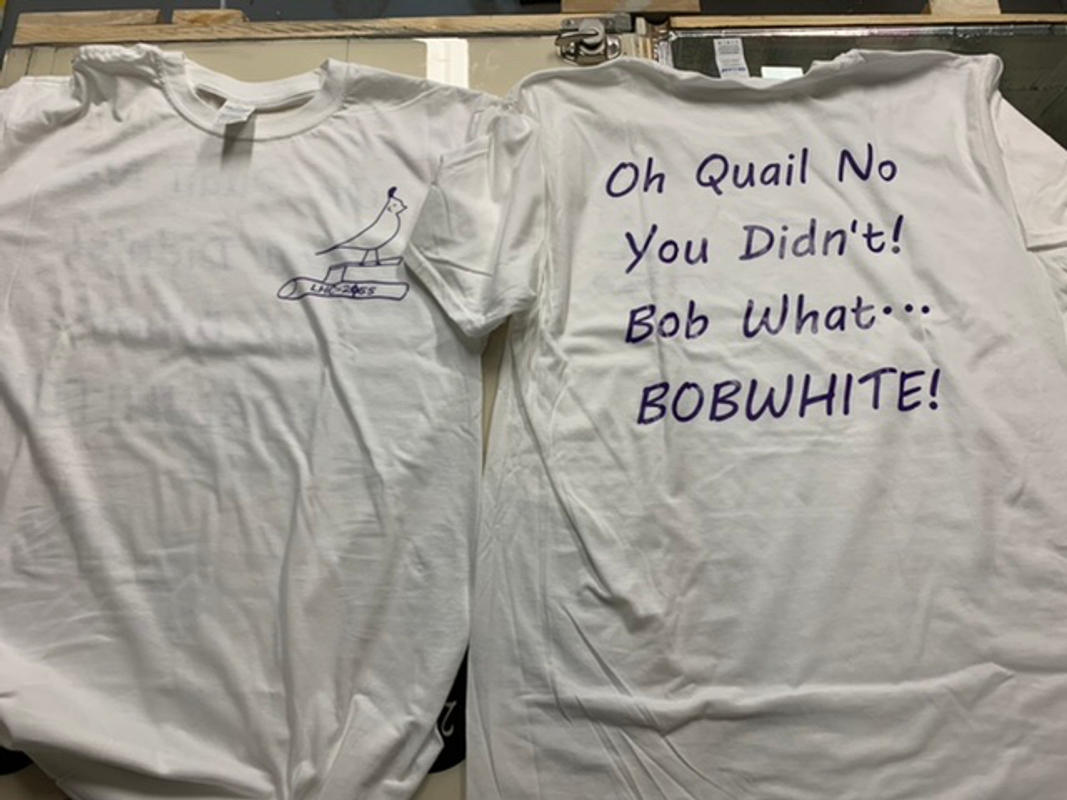 Oh Quail No
You Didn't!
Bob What...
BOBWHITE!